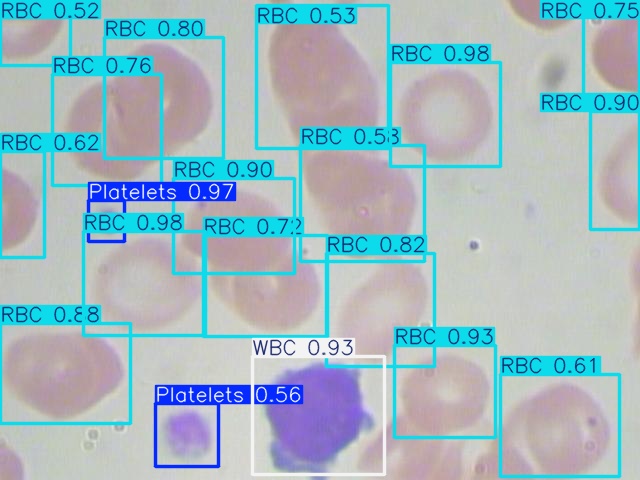 RBC 0.52
RBC 0.80
RBC 0.53
RBC 0.75
RBC 0.76
RBC 0.98
RBC 0.90
RBC 0.62
RBC 0.58
RBC 0.90
Platelets 0.97
RBC 0.98
RBC 0.72
RBC 0.82
RBC 0.88
WBC 0.93
RBC 0.93
RBC 0.61
Platelets 0.56